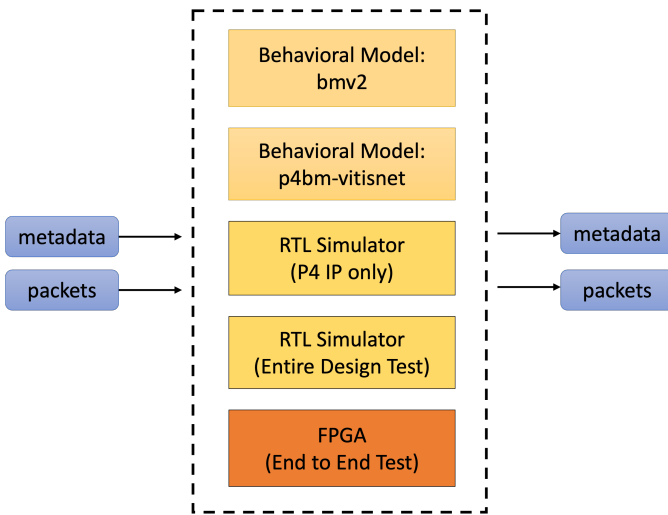 Behavioral Model:
bmv2
Behavioral Model:
p4bm-vitisnet
metadata
packets
RTL Simulator
(P4 IP only)
RTL Simulator
(Entire Design Test)
FPGA
(End to End Test)
metadata
packets